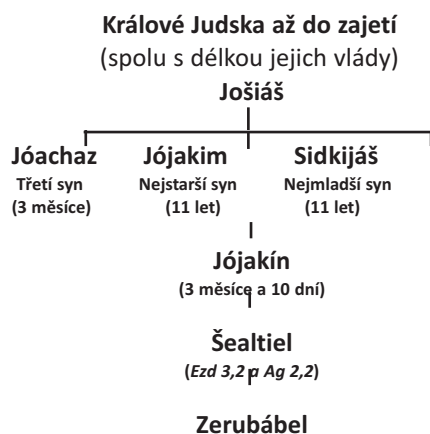 Králové Judska až do zajetí
(spolu s délkou jejich vlády)
Jošiáš
Jóachaz Jójakim Sidkijáš
Třetí syn Nejstarší syn Nejmladší syn
(3 měsíce) (11 let) (11 let)
Jójakín
(3 měsíce a 10 dní)
Šealtiel
(Ezd 3,2 a Ag 2,2)
Zerubábel